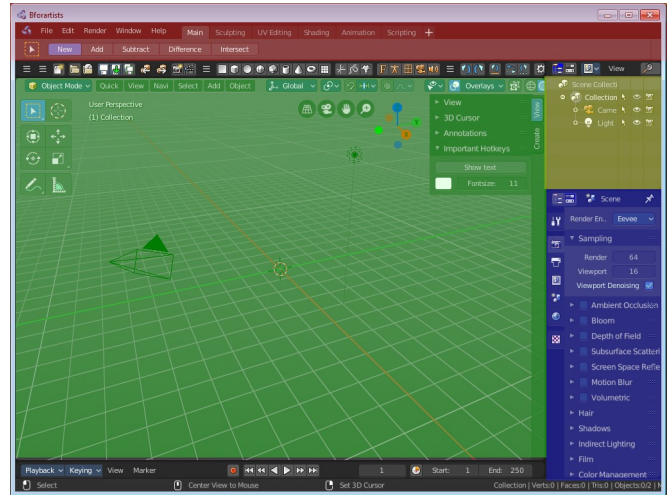 Bforartists
File Edit Render Window Help Main Sculpting UV Editing Shading Animation Scripting +
New Add Subtract Difference Intersect
View
Object Mode Quick View Navi Select Add Object Global Overlays
Scene Collecti
Collection
Came
Light
User Perspective
(1) Collection
View
3D Cursor
Annotations
Important Hotkeys
Show text
Fontsize: 11
View
Create
Scene
Render En.. Eevee
Sampling
Render 64
Viewport 16
Viewport Denoising
Ambient Occlusion
Bloom
Depth of Field
Subsurface Scatteri
Screen Space Refle
Motion Blur
Volumetric
Hair
Shadows
Indirect Lighting
Film
Color Management
Playback Keying View Marker 1 Start: 1 End: 250
Select Center View to Mouse Set 3D Cursor Collection | Verts:0 | Faces:0 | Tris:0 | Objects:0/2 |